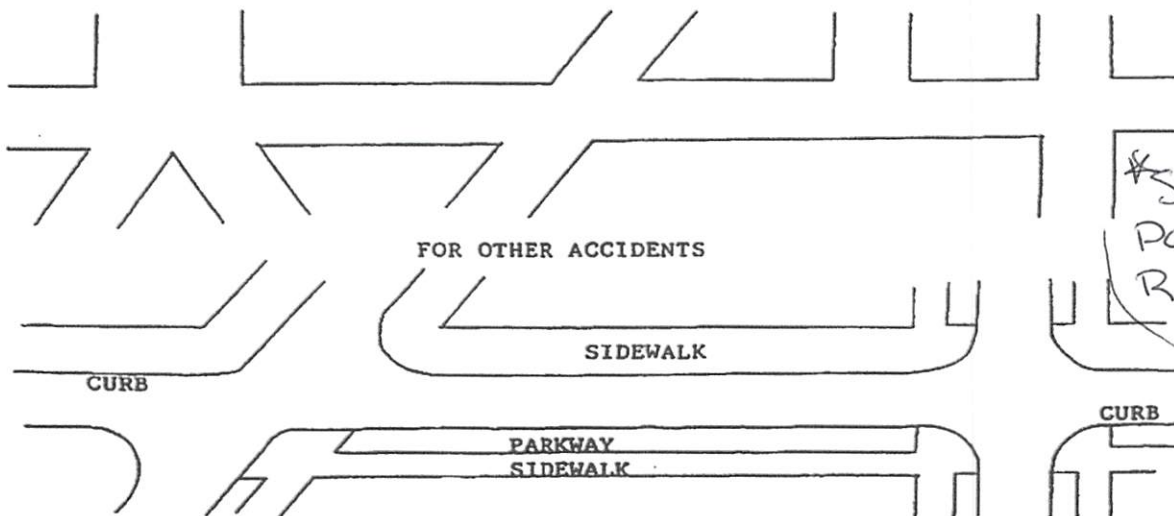 FOR OTHER ACCIDENTS
SIDEWALK
CURB
CURB
PARKWAY
SIDEWALK